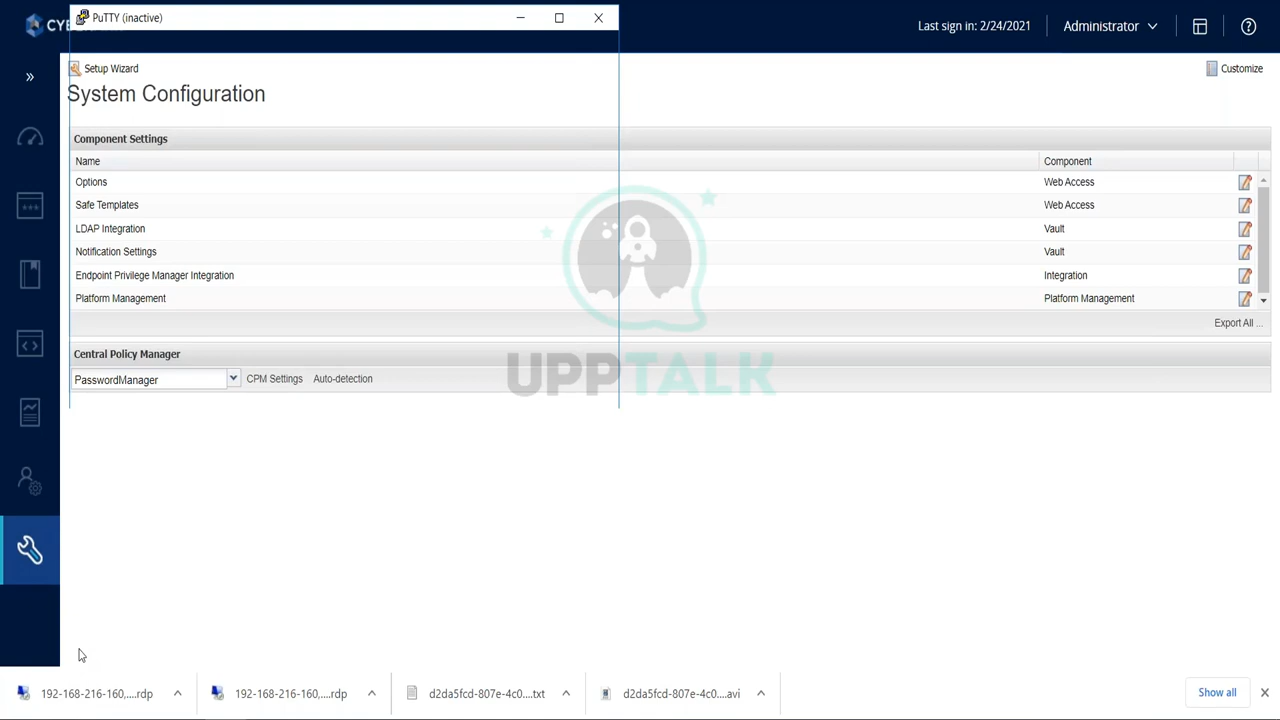 CYB
PuTTY (inactive)
Last sign in: 2/24/2021
Administrator
Setup Wizard
Customize
System Configuration
Component Settings
Name
Component
Options
Web Access
Safe Templates
Web Access
LDAP Integration
Vault
Notification Settings
Vault
Endpoint Privilege Manager Integration
Integration
Platform Management
Platform Management
Export All ...
Central Policy Manager
PasswordManager
CPM Settings
Auto-detection
UPPTALK
192-168-216-160,....rdp
192-168-216-160,....rdp
d2da5fcd-807e-4c0....txt
d2da5fcd-807e-4c0....avi
Show all